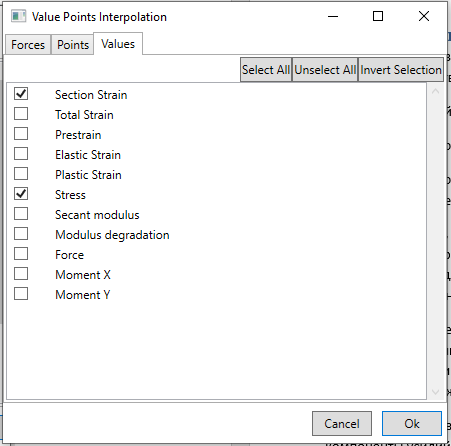 Value Points Interpolation
Forces Points Values
Select All Unselect All Invert Selection
Section Strain
Total Strain
Prestrain
Elastic Strain
Plastic Strain
Stress
Secant modulus
Modulus degradation
Force
Moment X
Moment Y
Cancel Ok